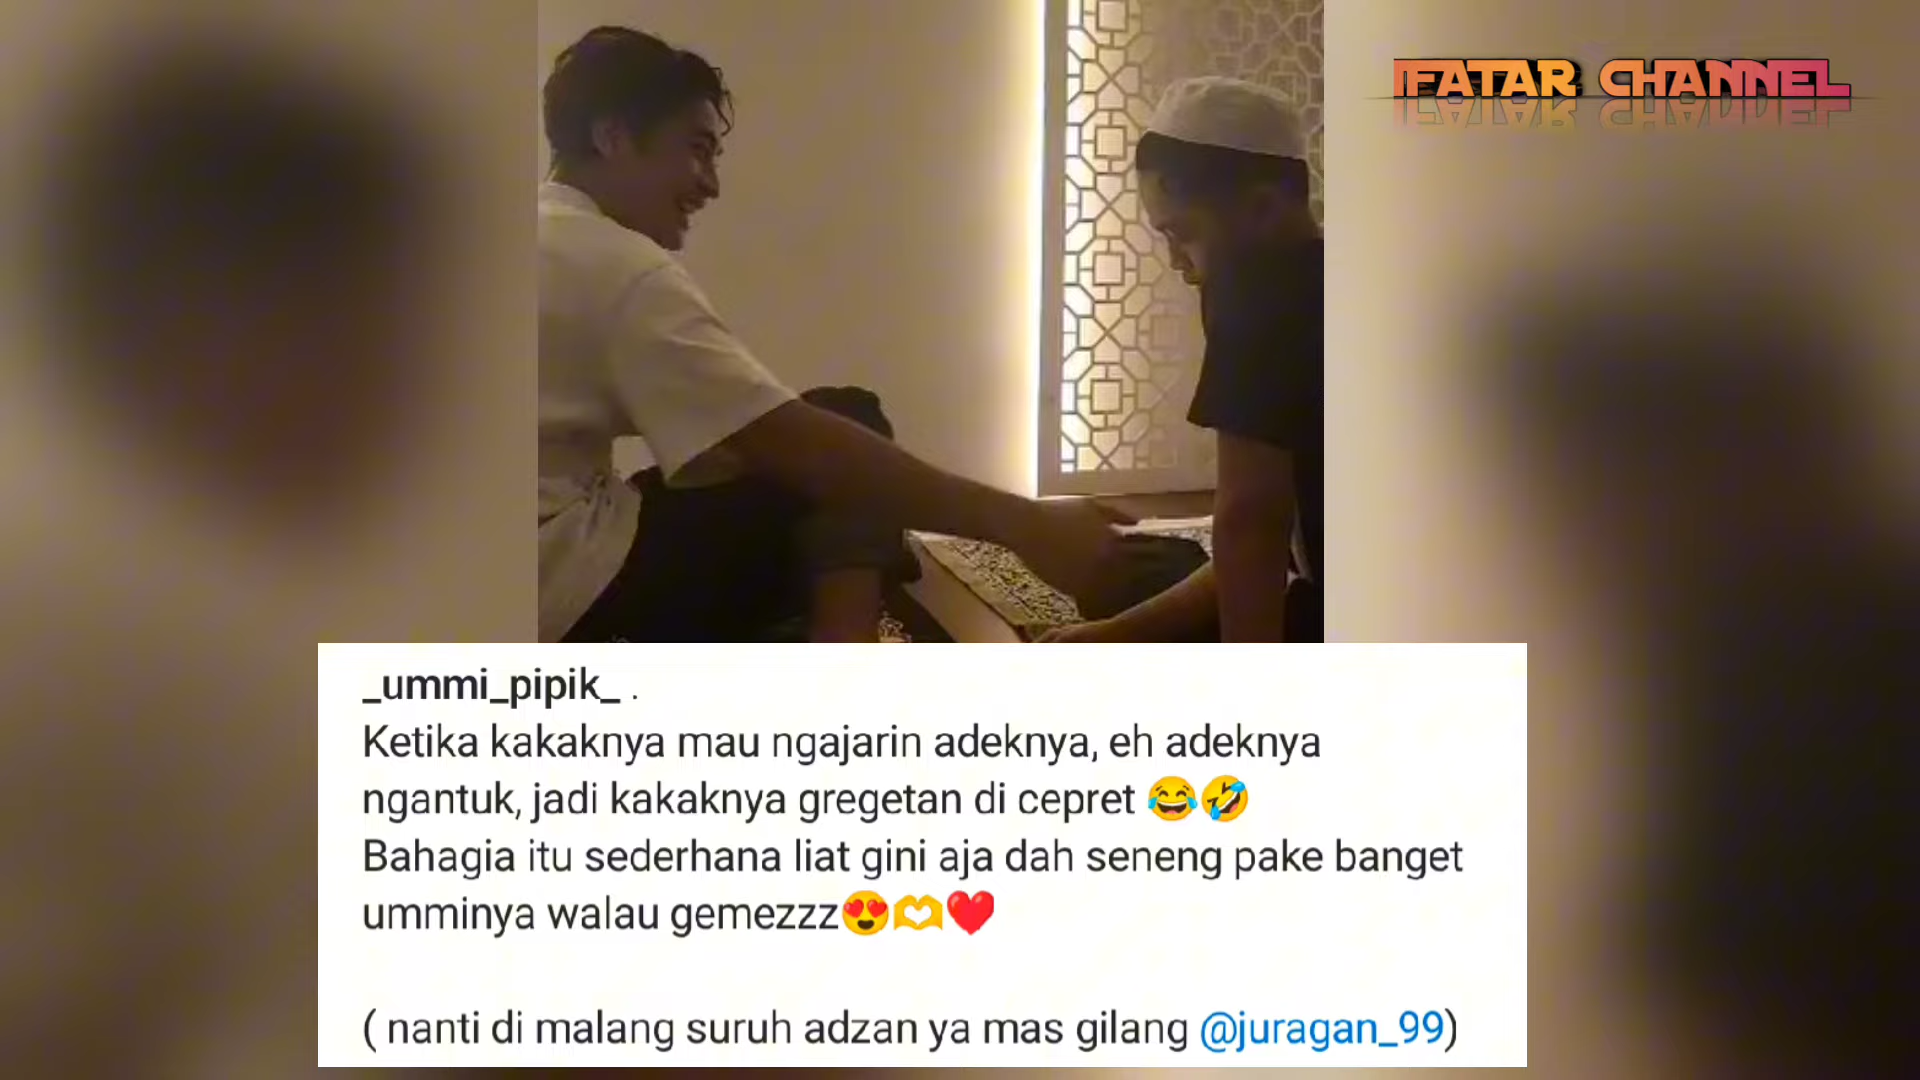 FATAR CHANNEL
_ummi_pipik_ .
Ketika kakaknya mau ngajarin adeknya, eh adeknya
ngantuk, jadi kakaknya gregetan di cepret 😂🤣
Bahagia itu sederhana liat gini aja dah seneng pake banget
umminya walau gemezzz😍🫶❤️
( nanti di malang suruh adzan ya mas gilang @juragan_99)